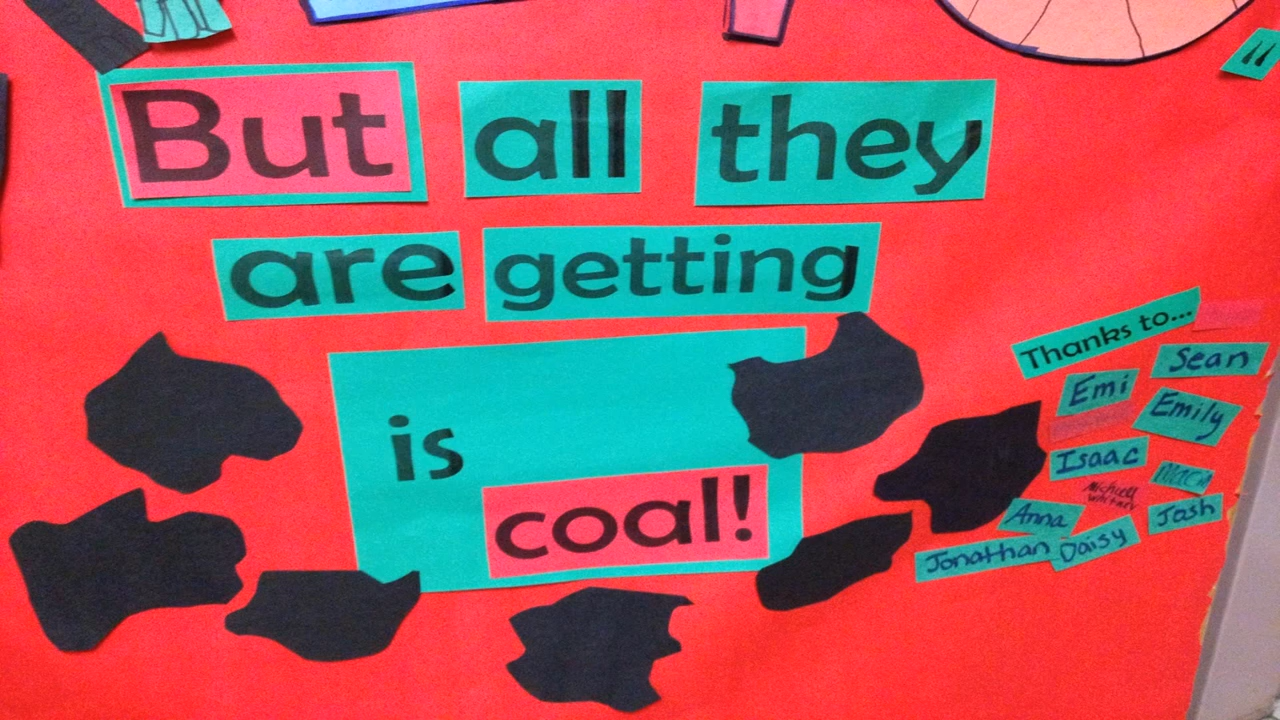 But all they
are getting
is
coal!
Thanks to...
Sean
Emi
Emily
Isaac
Anna
Josh
Jonathan
Daisy